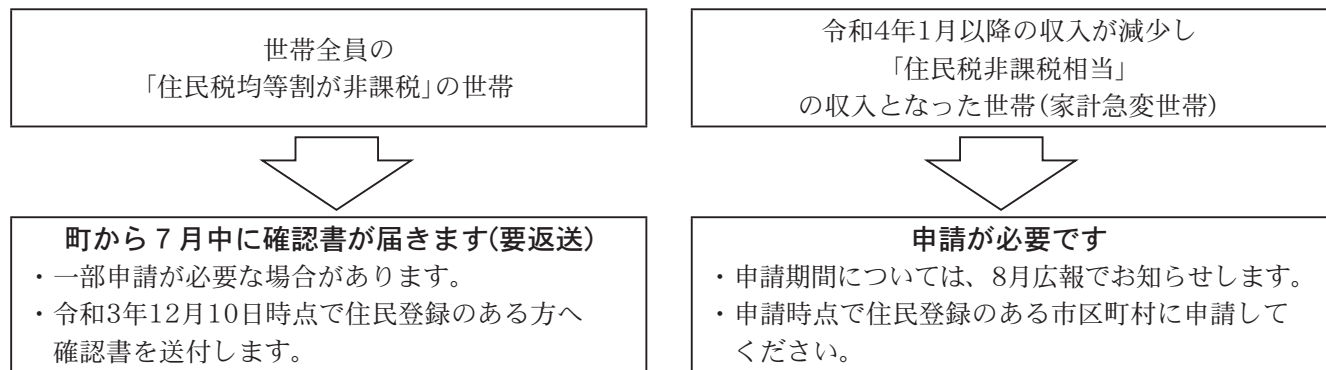 世帯全員の
「住民税均等割が非課税」の世帯
町から7月中に確認書が届きます(要返送)
・一部申請が必要な場合があります。
・令和3年12月10日時点で住民登録のある方へ
確認書を送付します。
令和4年1月以降の収入が減少し
「住民税非課税相当」
の収入となった世帯(家計急変世帯)
申請が必要です
・申請期間については、8月広報でお知らせします。
・申請時点で住民登録のある市区町村に申請して
ください。